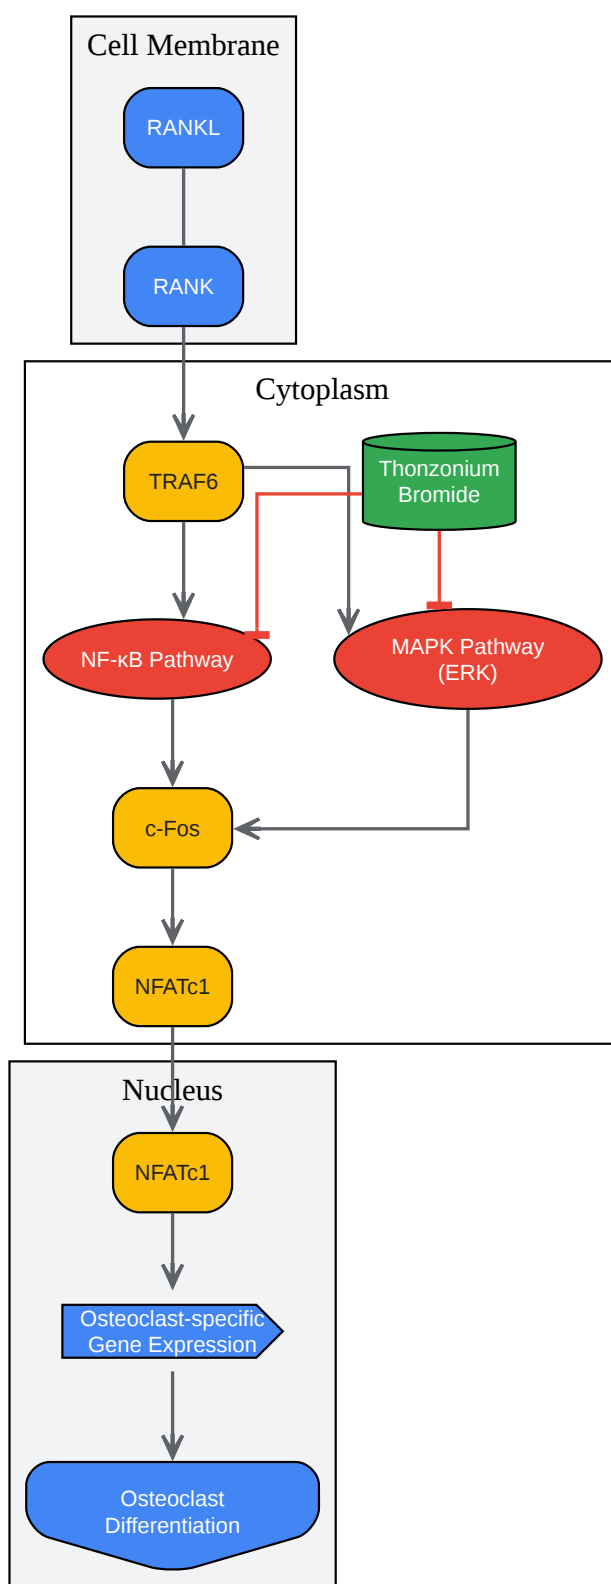 Cell Membrane
RANKL
RANK
Cytoplasm
TRAF6
Thonzonium
Bromide
NF-κB Pathway
MAPK Pathway
(ERK)
c-Fos
NFATc1
Nucleus
NFATc1
Osteoclast-specific
Gene Expression
Osteoclast
Differentiation